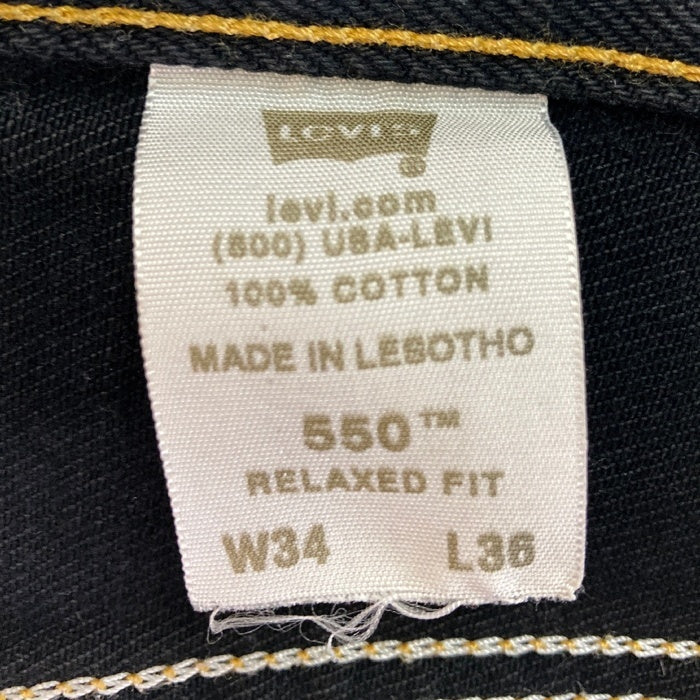 LEVI'S
®
levi.com
(800) USA-LEVI
100% COTTON
MADE IN LESOTHO
550™
RELAXED FIT
W34 L36